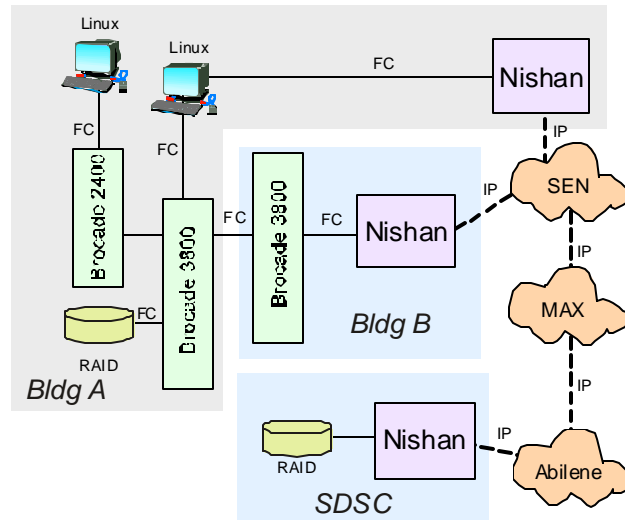 Linux
Linux
FC
Nishan
FC
FC
IP
Brocade 2400
Brocade 3800
FC
Brocade 3800
FC
Nishan
IP
SEN
IP
FC
RAID
Bldg A
Bldg B
MAX
IP
RAID
Nishan
IP
Abilene
SDSC